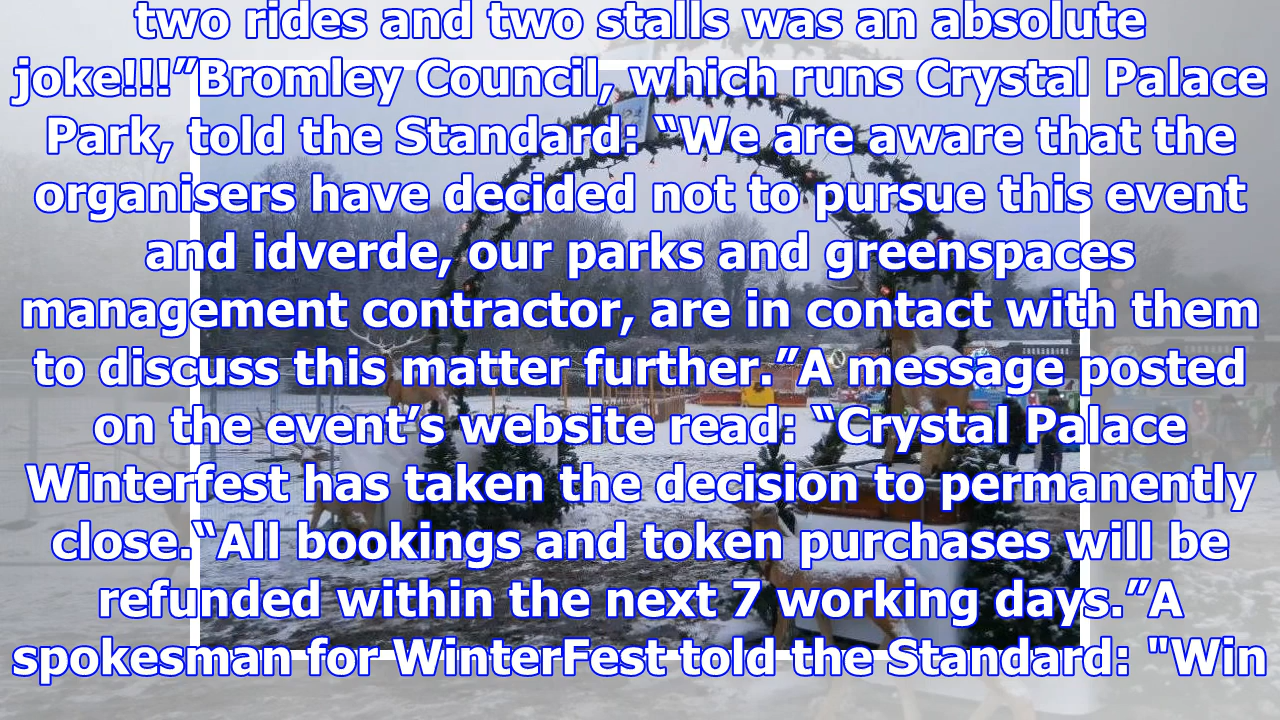 two rides and two stalls was an absolute
joke!!!”Bromley Council, which runs Crystal Palace
Park, told the Standard: “We are aware that the
organisers have decided not to pursue this event
and idverde, our parks and greenspaces
management contractor, are in contact with them
to discuss this matter further.”A message posted
on the event’s website read: “Crystal Palace
Winterfest has taken the decision to permanently
close.“All bookings and token purchases will be
refunded within the next 7 working days.”A
spokesman for WinterFest told the Standard: "Win